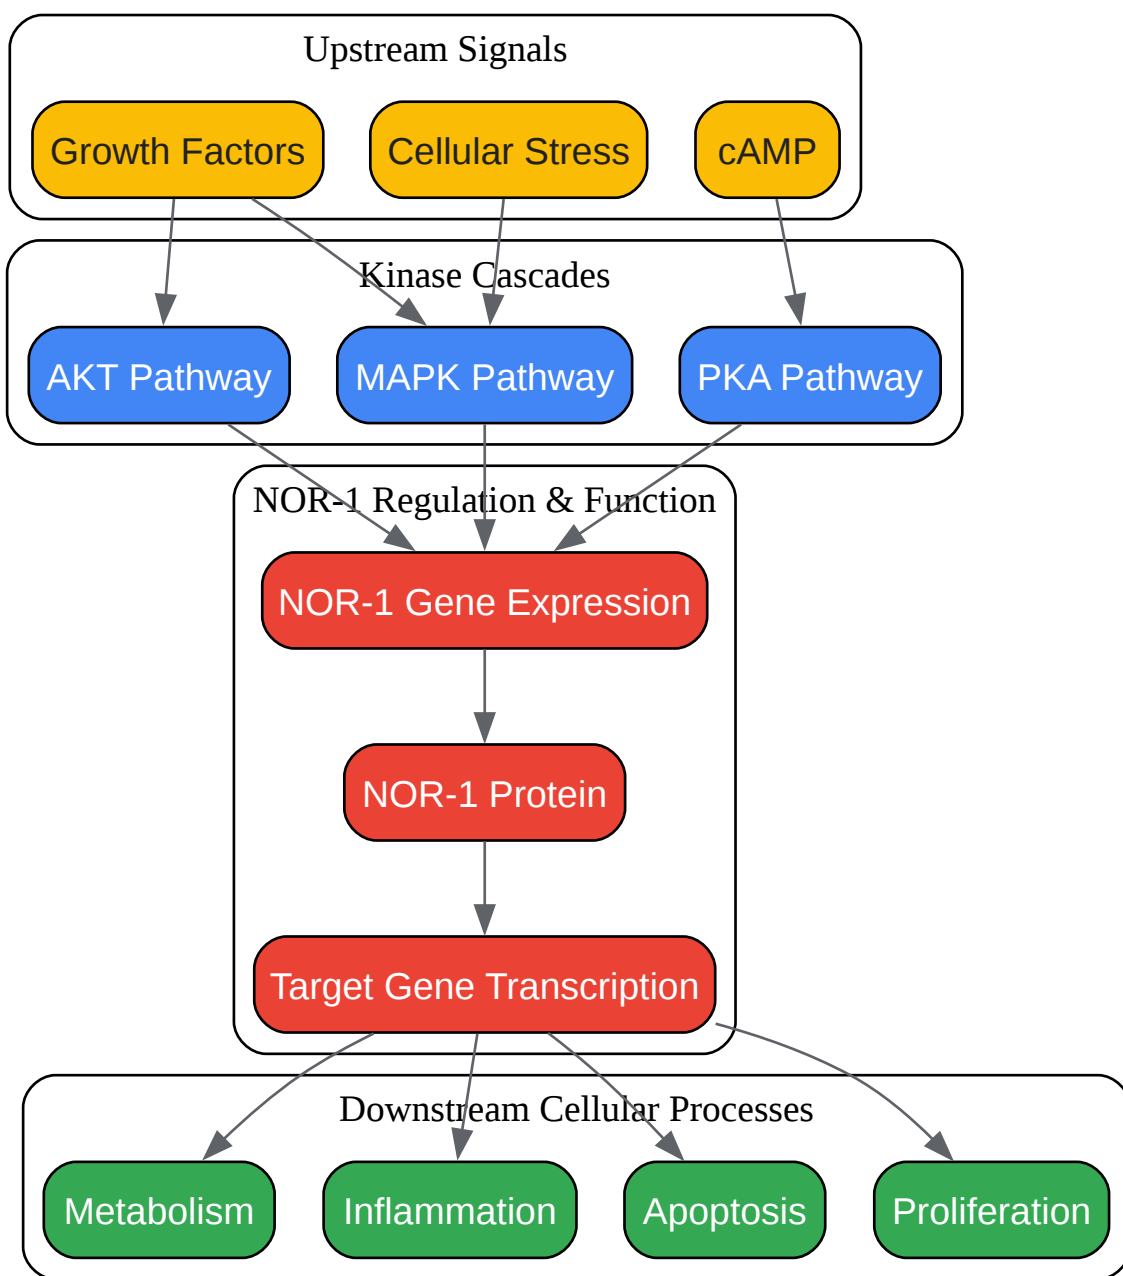 Upstream Signals
Growth Factors
Cellular Stress
cAMP
Kinase Cascades
AKT Pathway
MAPK Pathway
PKA Pathway
NOR-1 Regulation & Function
NOR-1 Gene Expression
NOR-1 Protein
Target Gene Transcription
Downstream Cellular Processes
Metabolism
Inflammation
Apoptosis
Proliferation